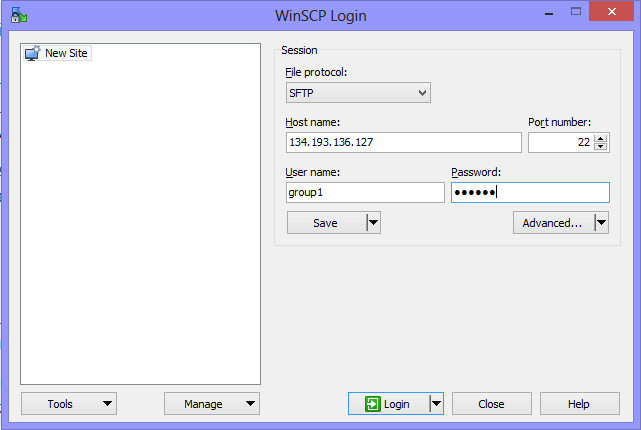 WinSCP Login
New Site
Session
File protocol:
SFTP
Host name: Port number:
134.193.136.127 22
User name: Password:
group1 ●●●●●●
Save Advanced...
Tools Manage Login Close Help